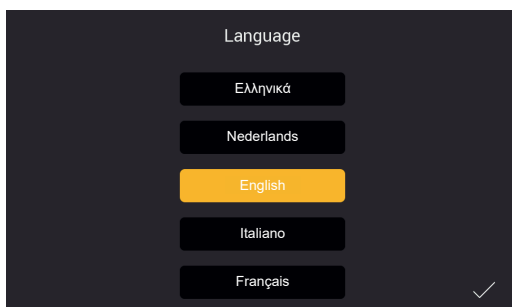 Language
Ελληνικά
Nederlands
English
Italiano
Français